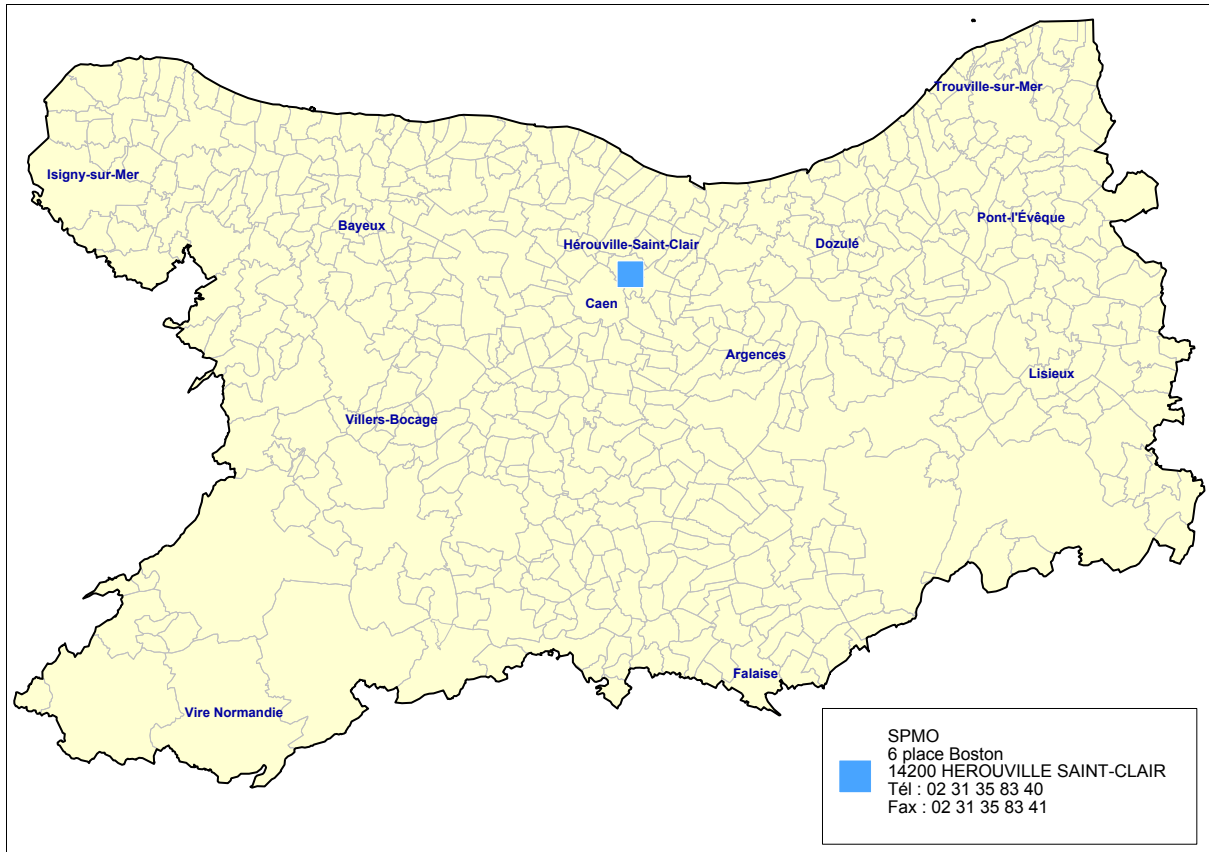 Trouville-sur-Mer
Isigny-sur-Mer
Bayeux
Pont-l'Évêque
Hérouville-Saint-Clair
Dozulé
Caen
Argences
Lisieux
Villers-Bocage
Falaise
Vire Normandie
SPMO
6 place Boston
14200 HEROUVILLE SAINT-CLAIR
Tél : 02 31 35 83 40
Fax : 02 31 35 83 41